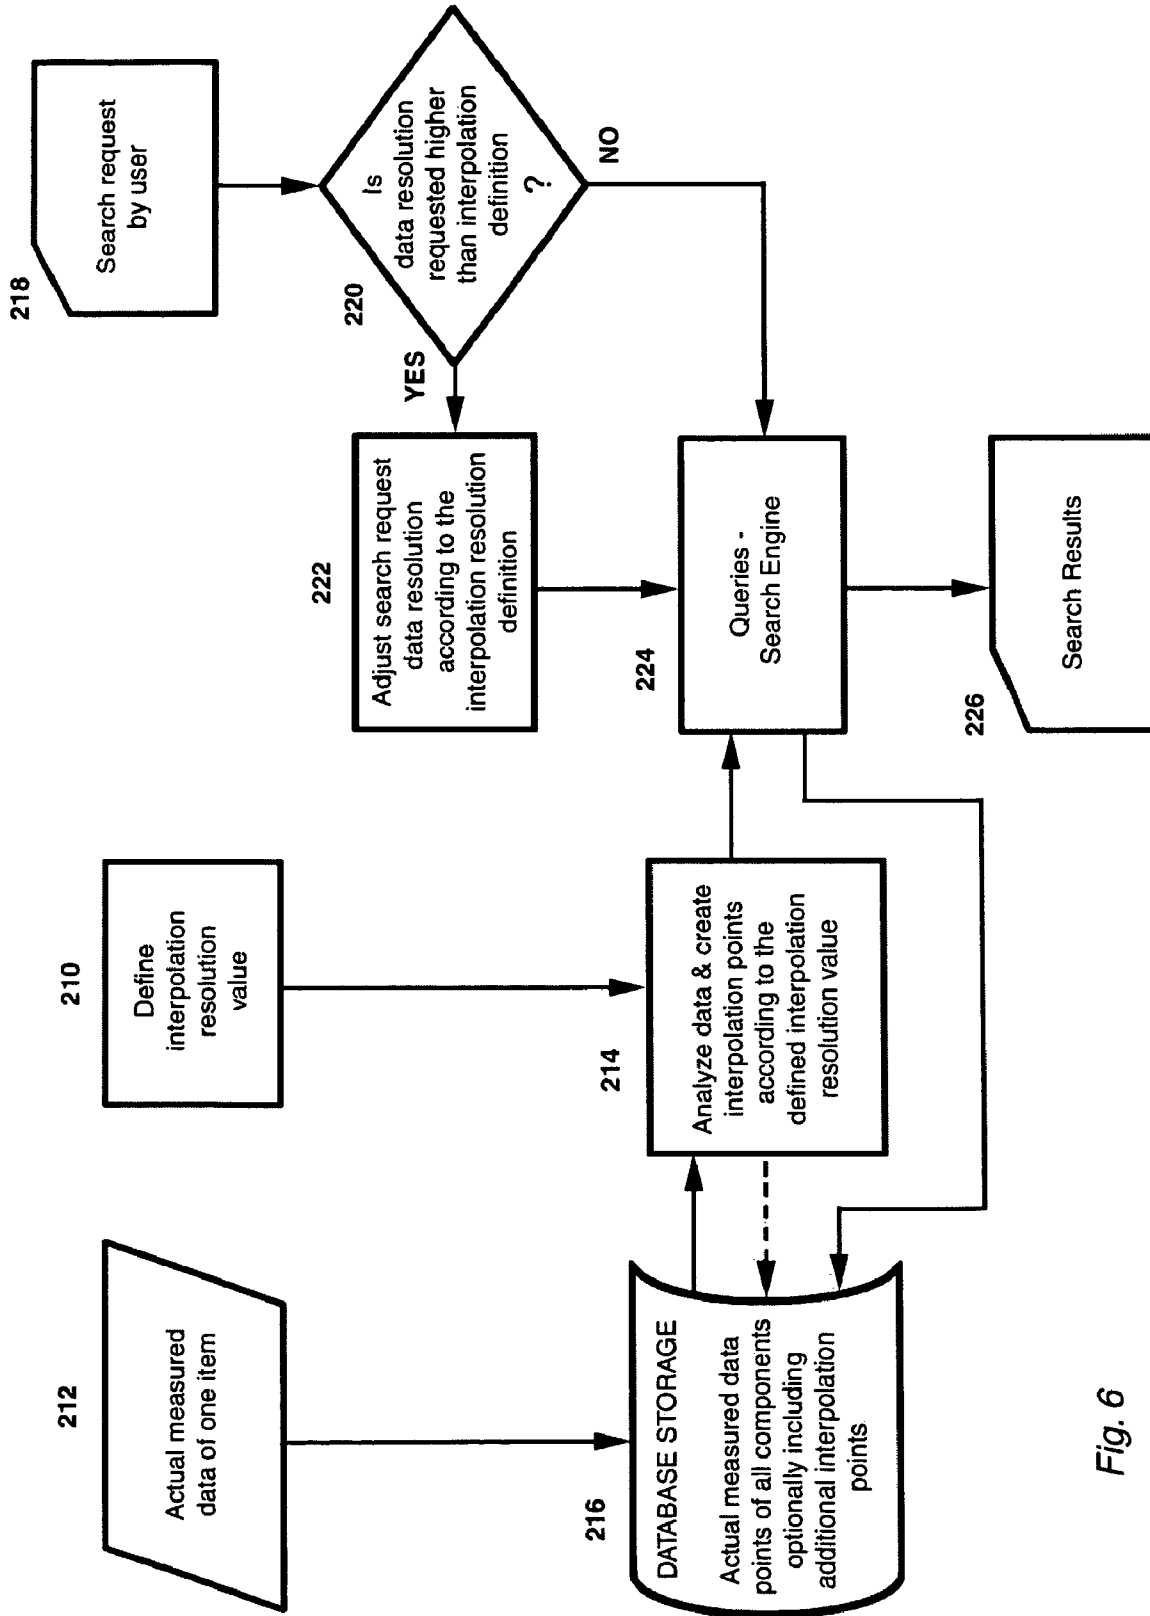 212
Actual measured
data of one item
210
Define
interpolation
resolution
value
218
Search request
by user
220
Is
data resolution
requested higher
than interpolation
definition
?
YES
NO
222
Adjust search request
data resolution
according to the
interpolation resolution
definition
216
DATABASE STORAGE
Actual measured data
points of all components
optionally including
additional interpolation
points
214
Analyze data & create
interpolation points
according to the
defined interpolation
resolution value
224
Queries -
Search Engine
226
Search Results
Fig. 6